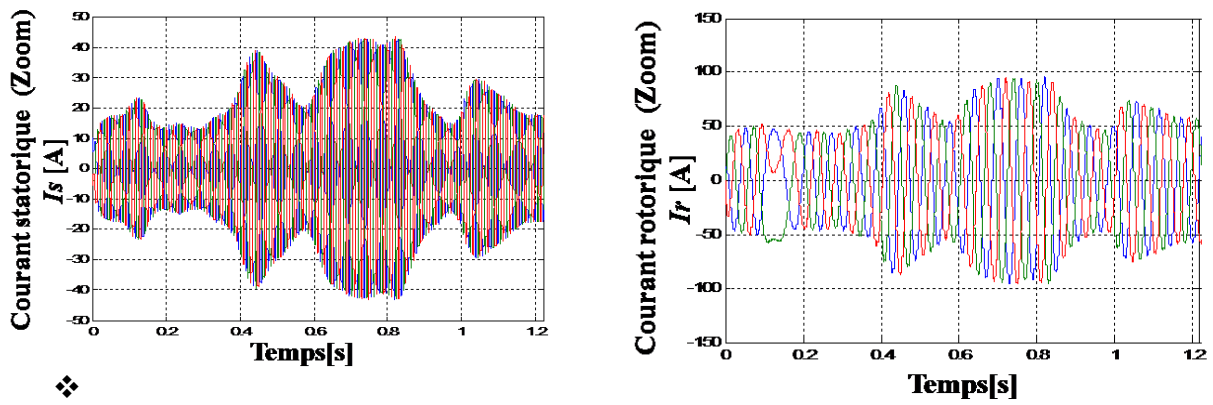 Courant statorique (Zoom)
Is [A]
50
40
30
20
10
0
-10
-20
-30
-40
-50
0 0.2 0.4 0.6 0.8 1 1.2
Temps[s]
❖
Courant rotorique (Zoom)
Ir [A]
150
100
50
0
-50
-100
-150
0 0.2 0.4 0.6 0.8 1 1.2
Temps[s]